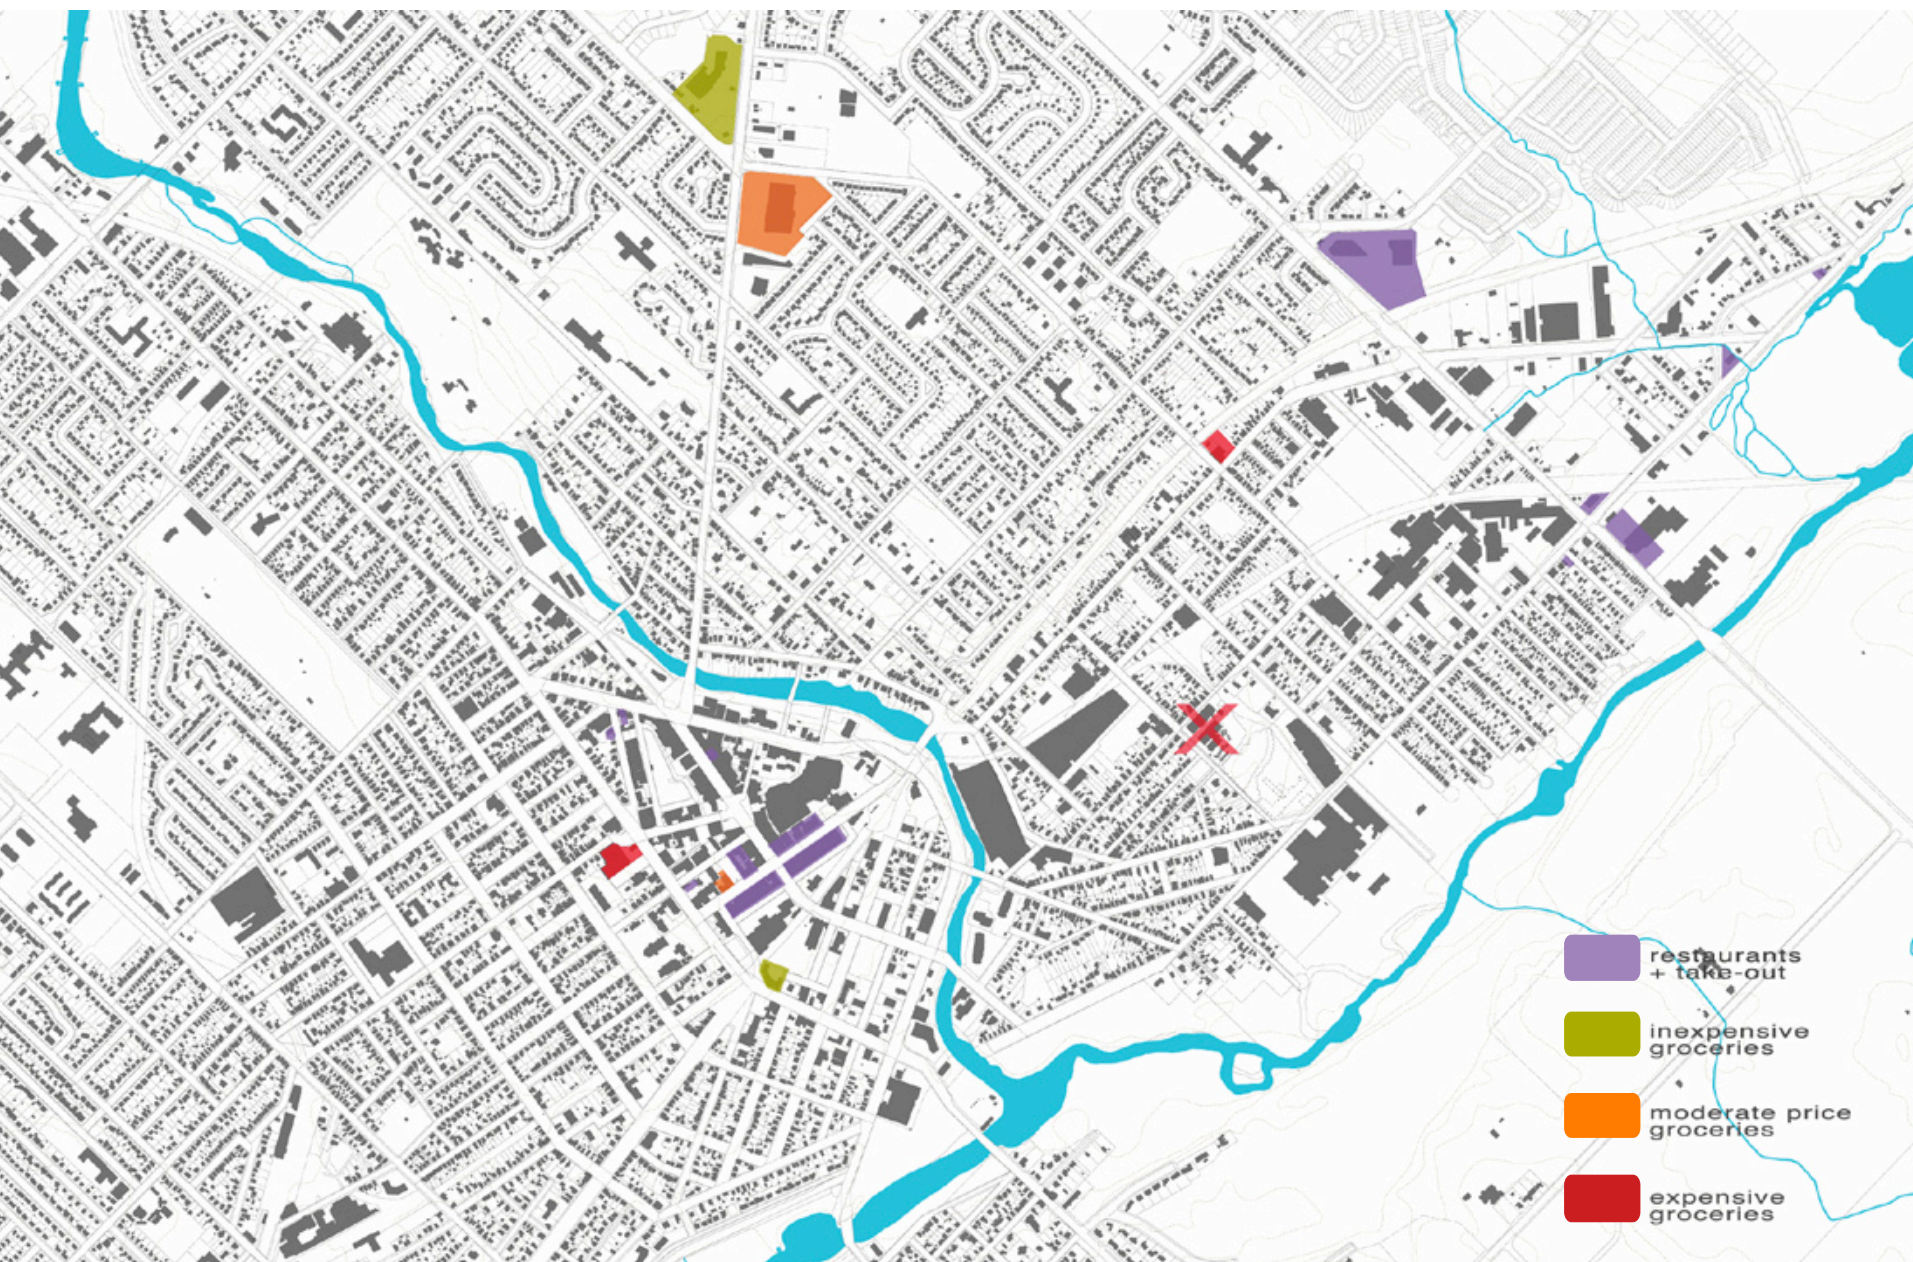 restaurants
+ take-out
inexpensive
groceries
moderate price
groceries
expensive
groceries